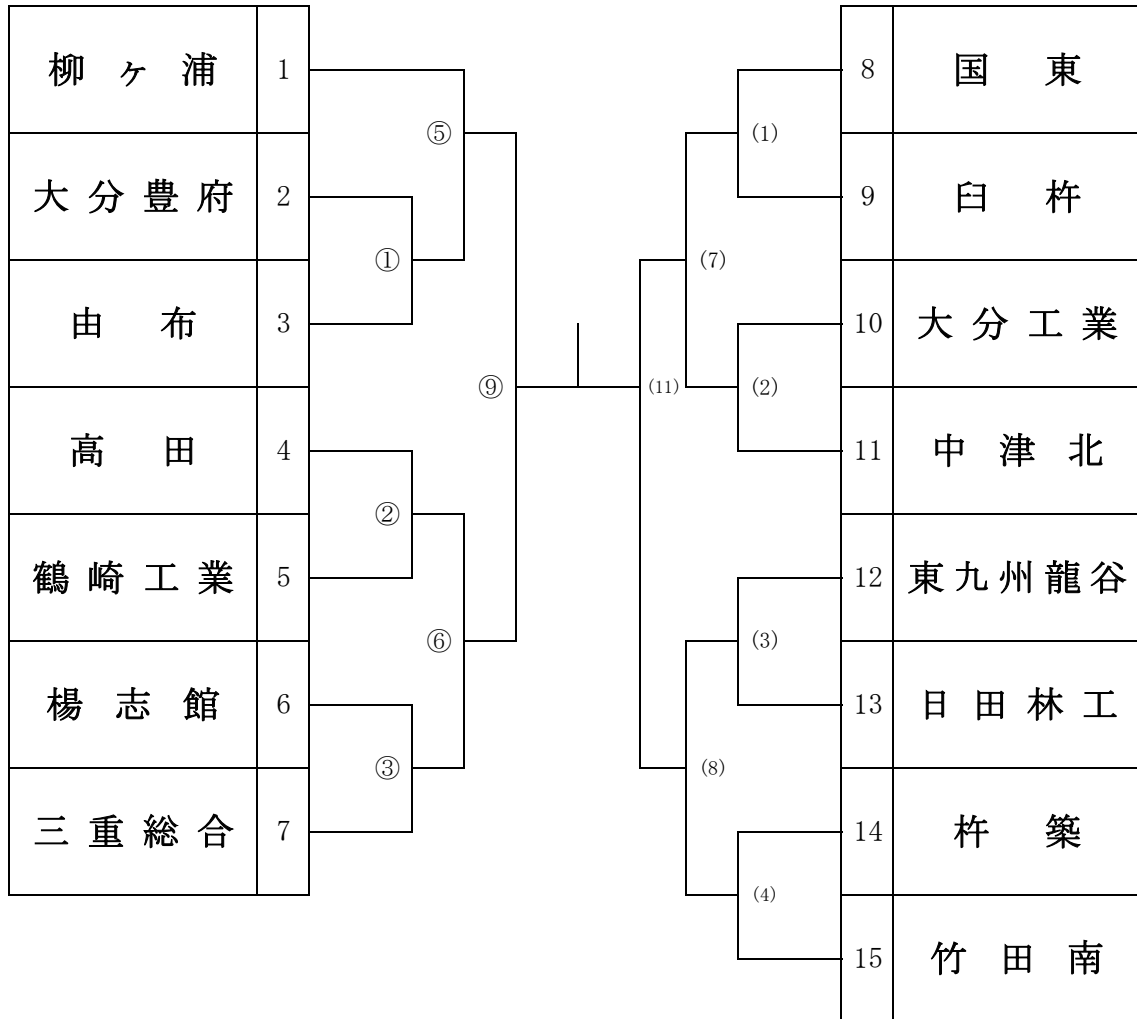 柳ヶ浦 1
⑤
大分豊府 2
①
由布 3
⑨
高田 4
②
鶴崎工業 5
⑥
楊志館 6
③
三重総合 7
8 国東
(1)
9 臼杵
(7)
10 大分工業
(11)
(2)
11 中津北
12 東九州龍谷
(3)
13 日田林工
(8)
14 杵築
(4)
15 竹田南